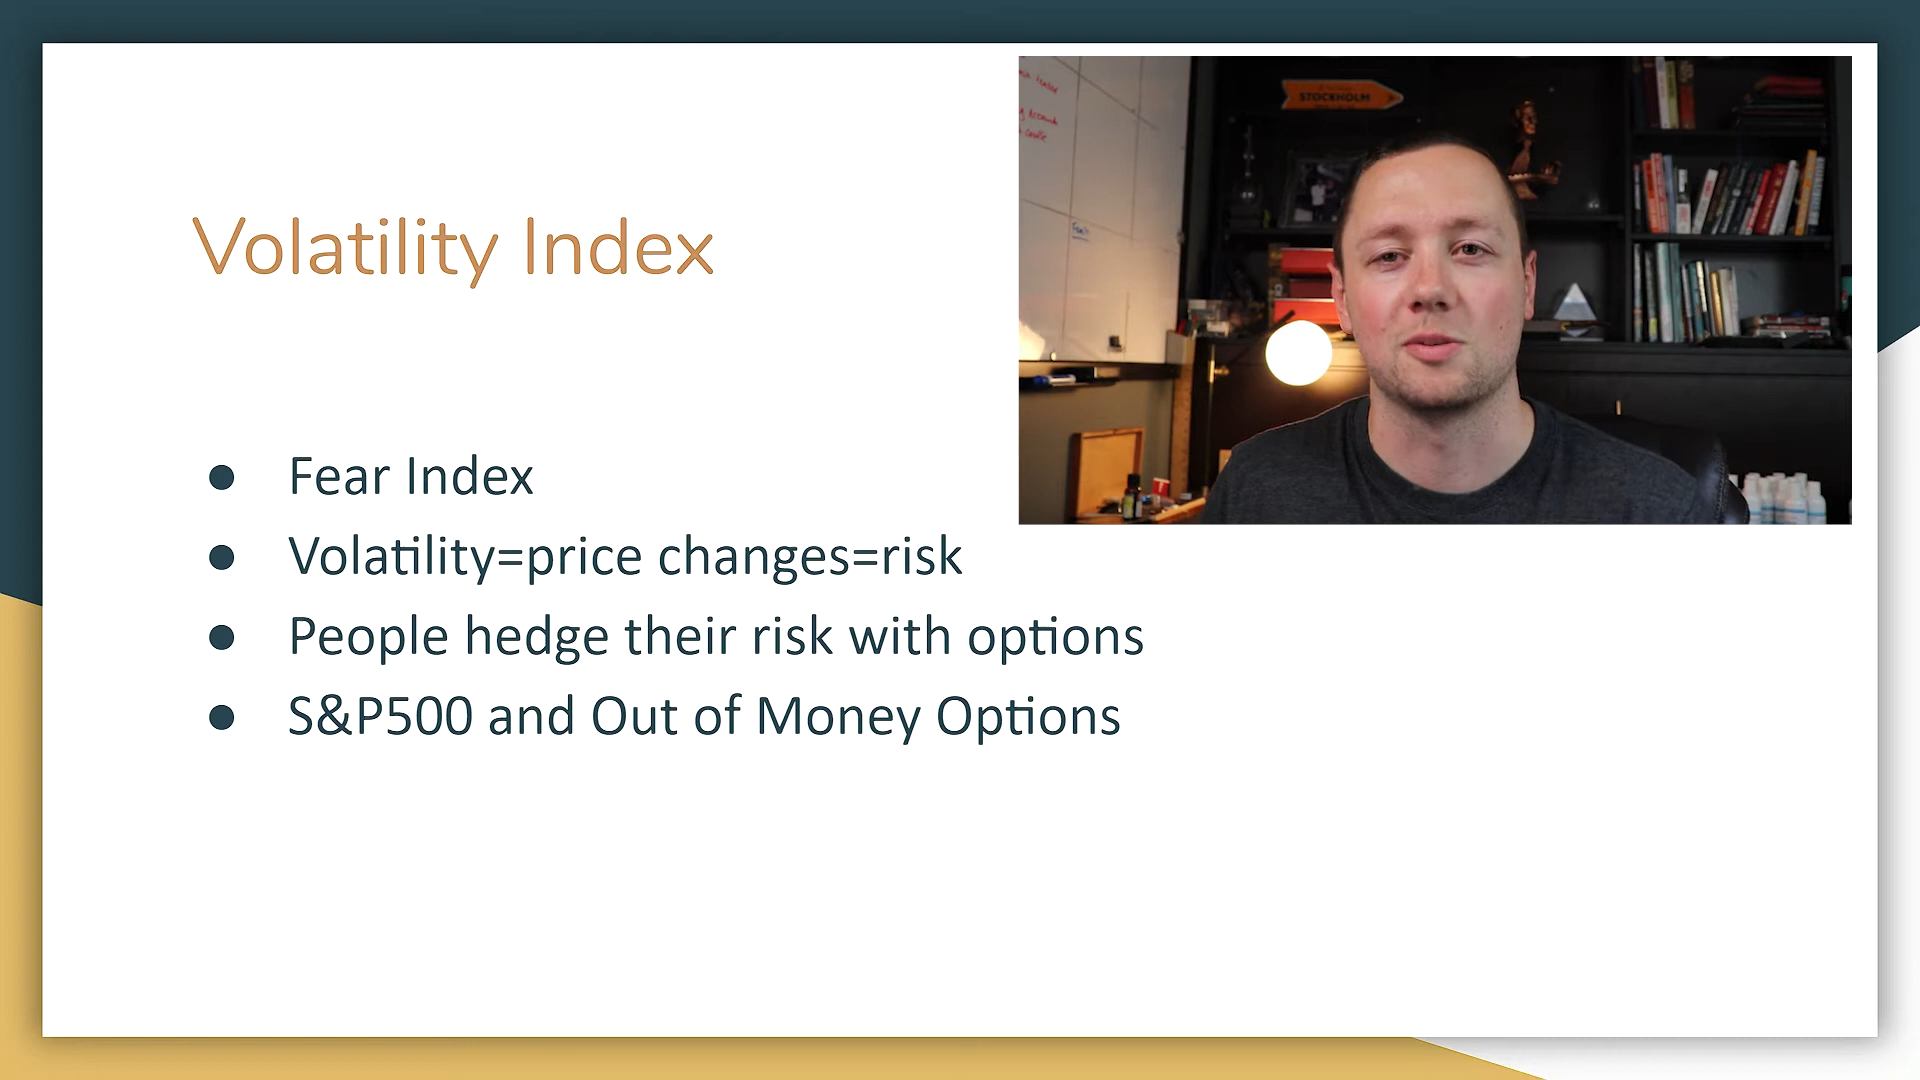 Volatility Index
STOCKHOLM
Fear Index
Volatility=price changes=risk
People hedge their risk with options
S&P500 and Out of Money Options